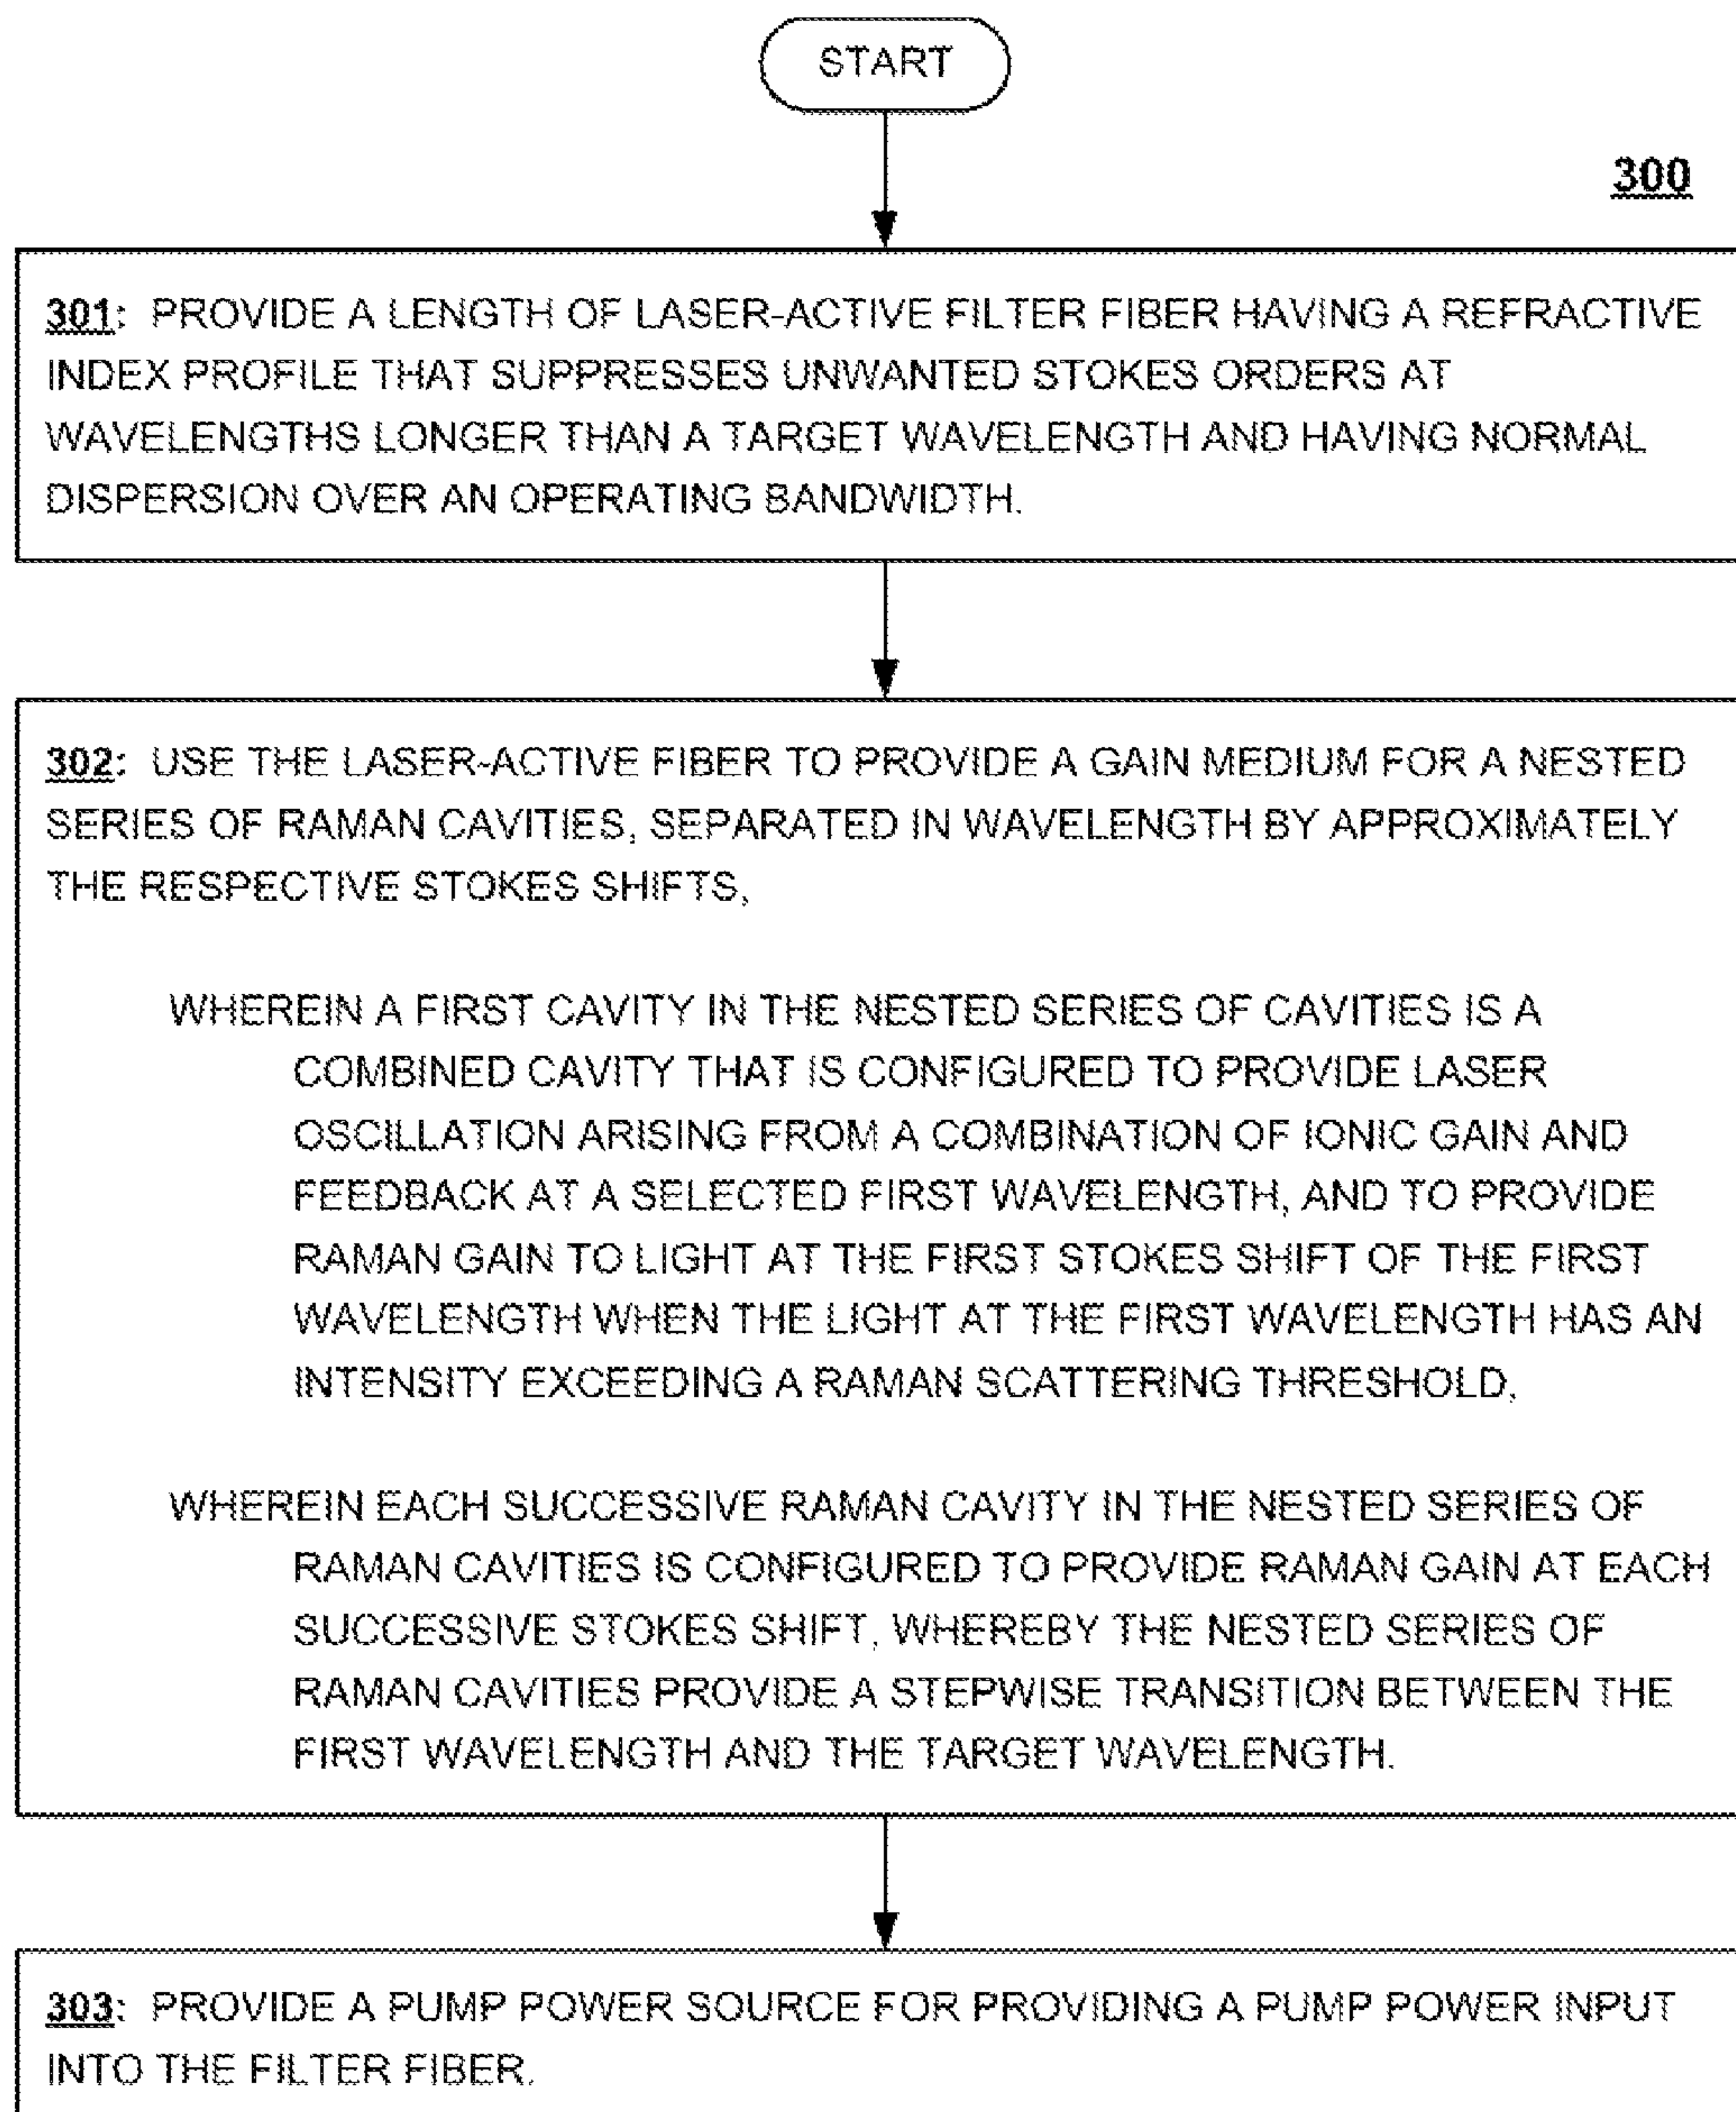 START
300
301: PROVIDE A LENGTH OF LASER-ACTIVE FILTER FIBER HAVING A REFRACTIVE
INDEX PROFILE THAT SUPPRESSES UNWANTED STOKES ORDERS AT
WAVELENGTHS LONGER THAN A TARGET WAVELENGTH AND HAVING NORMAL
DISPERSION OVER AN OPERATING BANDWIDTH.
302: USE THE LASER-ACTIVE FIBER TO PROVIDE A GAIN MEDIUM FOR A NESTED
SERIES OF RAMAN CAVITIES, SEPARATED IN WAVELENGTH BY APPROXIMATELY
THE RESPECTIVE STOKES SHIFTS,
WHEREIN A FIRST CAVITY IN THE NESTED SERIES OF CAVITIES IS A
COMBINED CAVITY THAT IS CONFIGURED TO PROVIDE LASER
OSCILLATION ARISING FROM A COMBINATION OF IONIC GAIN AND
FEEDBACK AT A SELECTED FIRST WAVELENGTH, AND TO PROVIDE
RAMAN GAIN TO LIGHT AT THE FIRST STOKES SHIFT OF THE FIRST
WAVELENGTH WHEN THE LIGHT AT THE FIRST WAVELENGTH HAS AN
INTENSITY EXCEEDING A RAMAN SCATTERING THRESHOLD,
WHEREIN EACH SUCCESSIVE RAMAN CAVITY IN THE NESTED SERIES OF
RAMAN CAVITIES IS CONFIGURED TO PROVIDE RAMAN GAIN AT EACH
SUCCESSIVE STOKES SHIFT, WHEREBY THE NESTED SERIES OF
RAMAN CAVITIES PROVIDE A STEPWISE TRANSITION BETWEEN THE
FIRST WAVELENGTH AND THE TARGET WAVELENGTH.
303: PROVIDE A PUMP POWER SOURCE FOR PROVIDING A PUMP POWER INPUT
INTO THE FILTER FIBER.